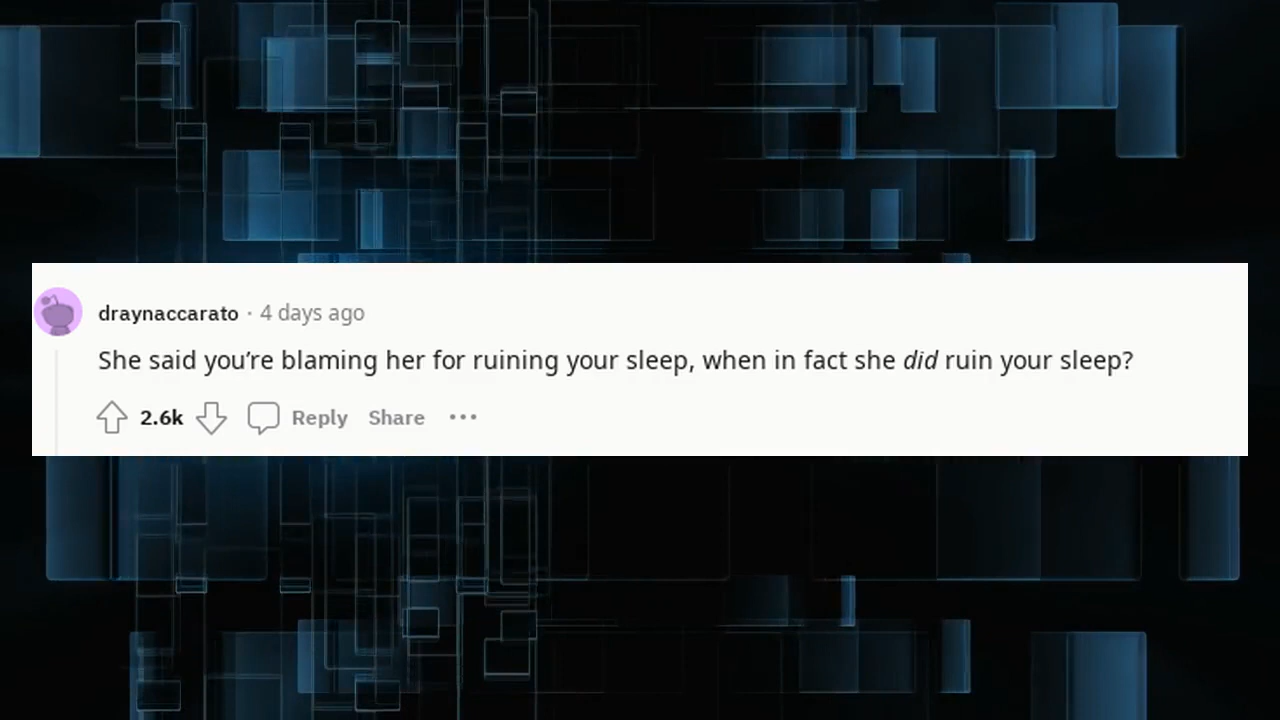 draynaccarato · 4 days ago
She said you’re blaming her for ruining your sleep, when in fact she did ruin your sleep?
2.6k Reply Share •••